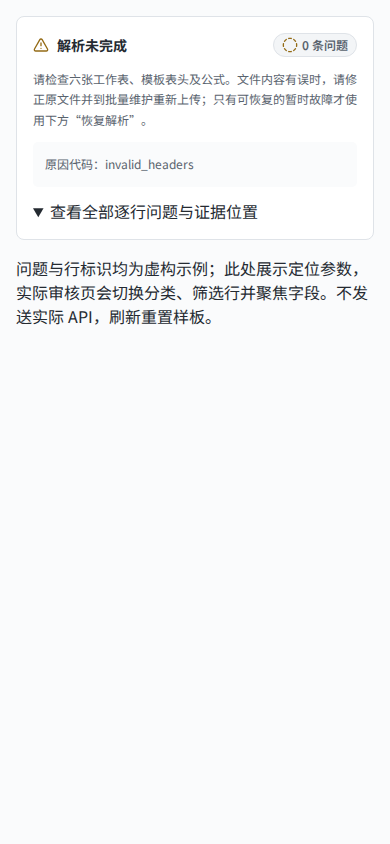 解析未完成
0 条问题
请检查六张工作表、模板表头及公式。文件内容有误时，请修
正原文件并到批量维护重新上传；只有可恢复的暂时故障才使
用下方“恢复解析”。
原因代码：invalid_headers
▼ 查看全部逐行问题与证据位置
问题与行标识均为虚构示例；此处展示定位参数，
实际审核页会切换分类、筛选行并聚焦字段。不发
送实际 API，刷新重置样板。